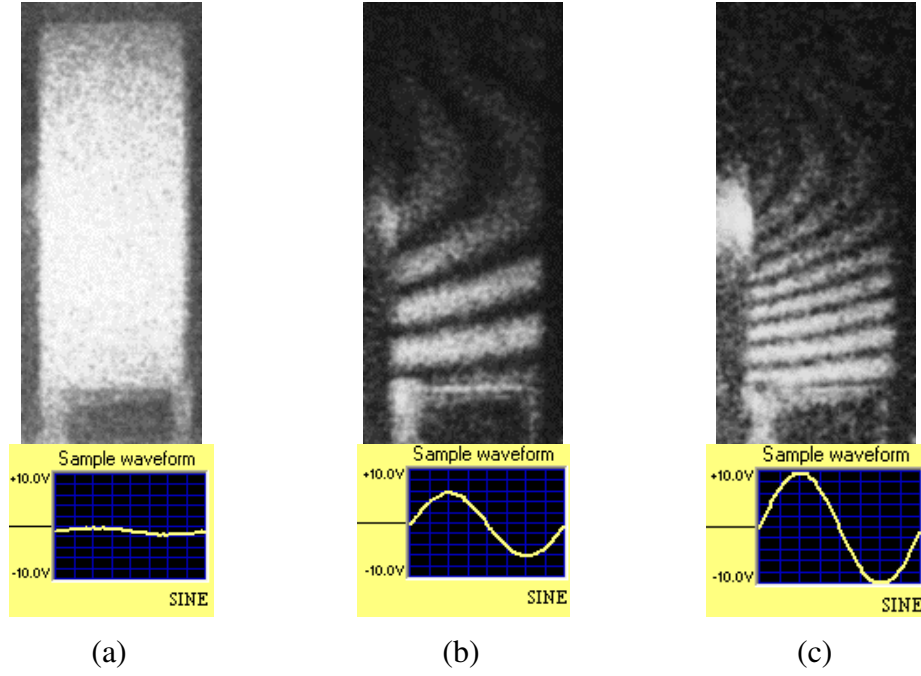 Sample waveform
+10.0V
-10.0V
SINE
(a)
Sample waveform
+10.0V
-10.0V
SINE
(b)
Sample waveform
+10.0V
-10.0V
SINE
(c)